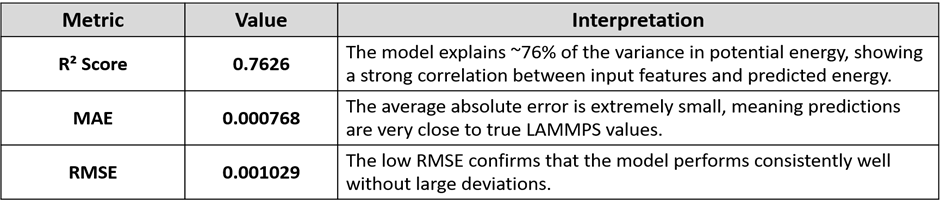 Metric Value Interpretation
R² Score 0.7626 The model explains ~76% of the variance in potential energy, showing
a strong correlation between input features and predicted energy.
MAE 0.000768 The average absolute error is extremely small, meaning predictions
are very close to true LAMMPS values.
RMSE 0.001029 The low RMSE confirms that the model performs consistently well
without large deviations.